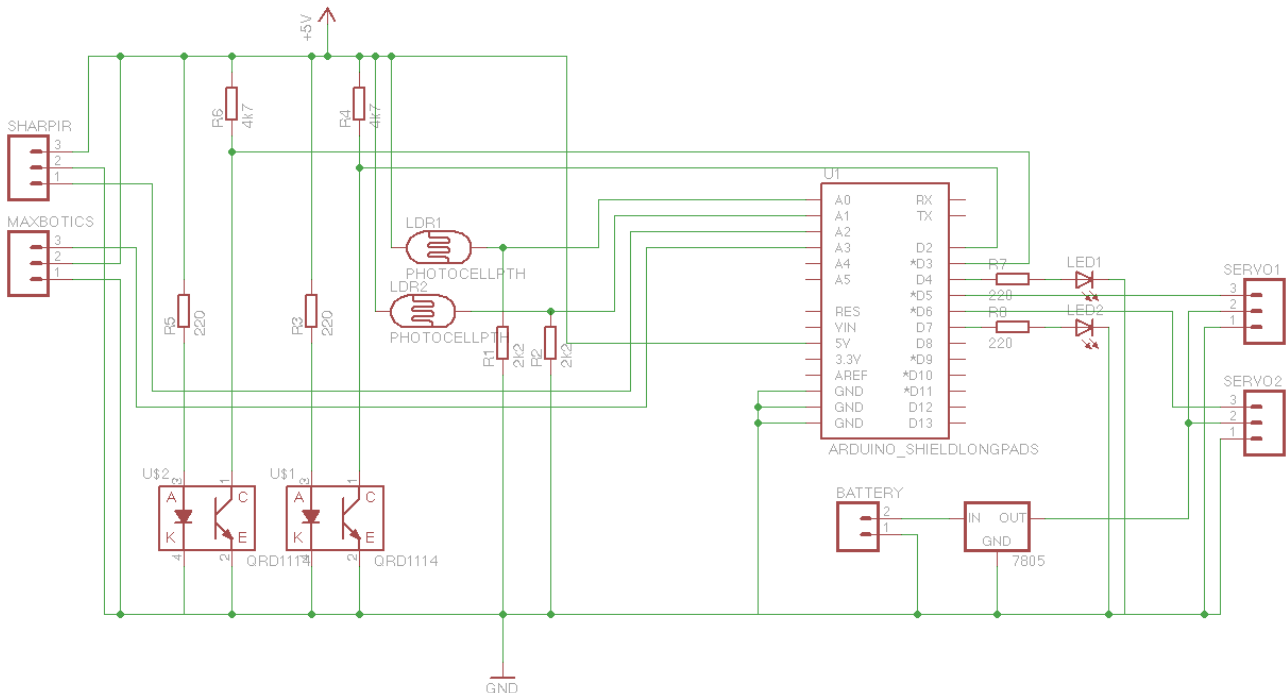 +5V
R6
4k7
R4
4k7
SHARPIR
3
2
1
MAXBOTICS
3
2
1
R5
220
R3
220
LDR1
PHOTOCELLPTH
LDR2
PHOTOCELLPTH
R1
2k2
R2
2k2
U1
A0
A1
A2
A3
A4
A5
RES
VIN
5V
3.3V
AREF
GND
GND
GND
RX
TX
D2
*D3
D4
*D5
*D6
D7
D8
*D9
*D10
*D11
D12
D13
ARDUINO_SHIELDLONGPADS
R7
220
LED1
R8
220
LED2
SERVO1
3
2
1
SERVO2
3
2
1
U$2
A
K
C
E
3
1
4
2
QRD1114
U$1
A
K
C
E
3
1
4
2
QRD1114
BATTERY
2
1
IN
OUT
GND
7805
GND